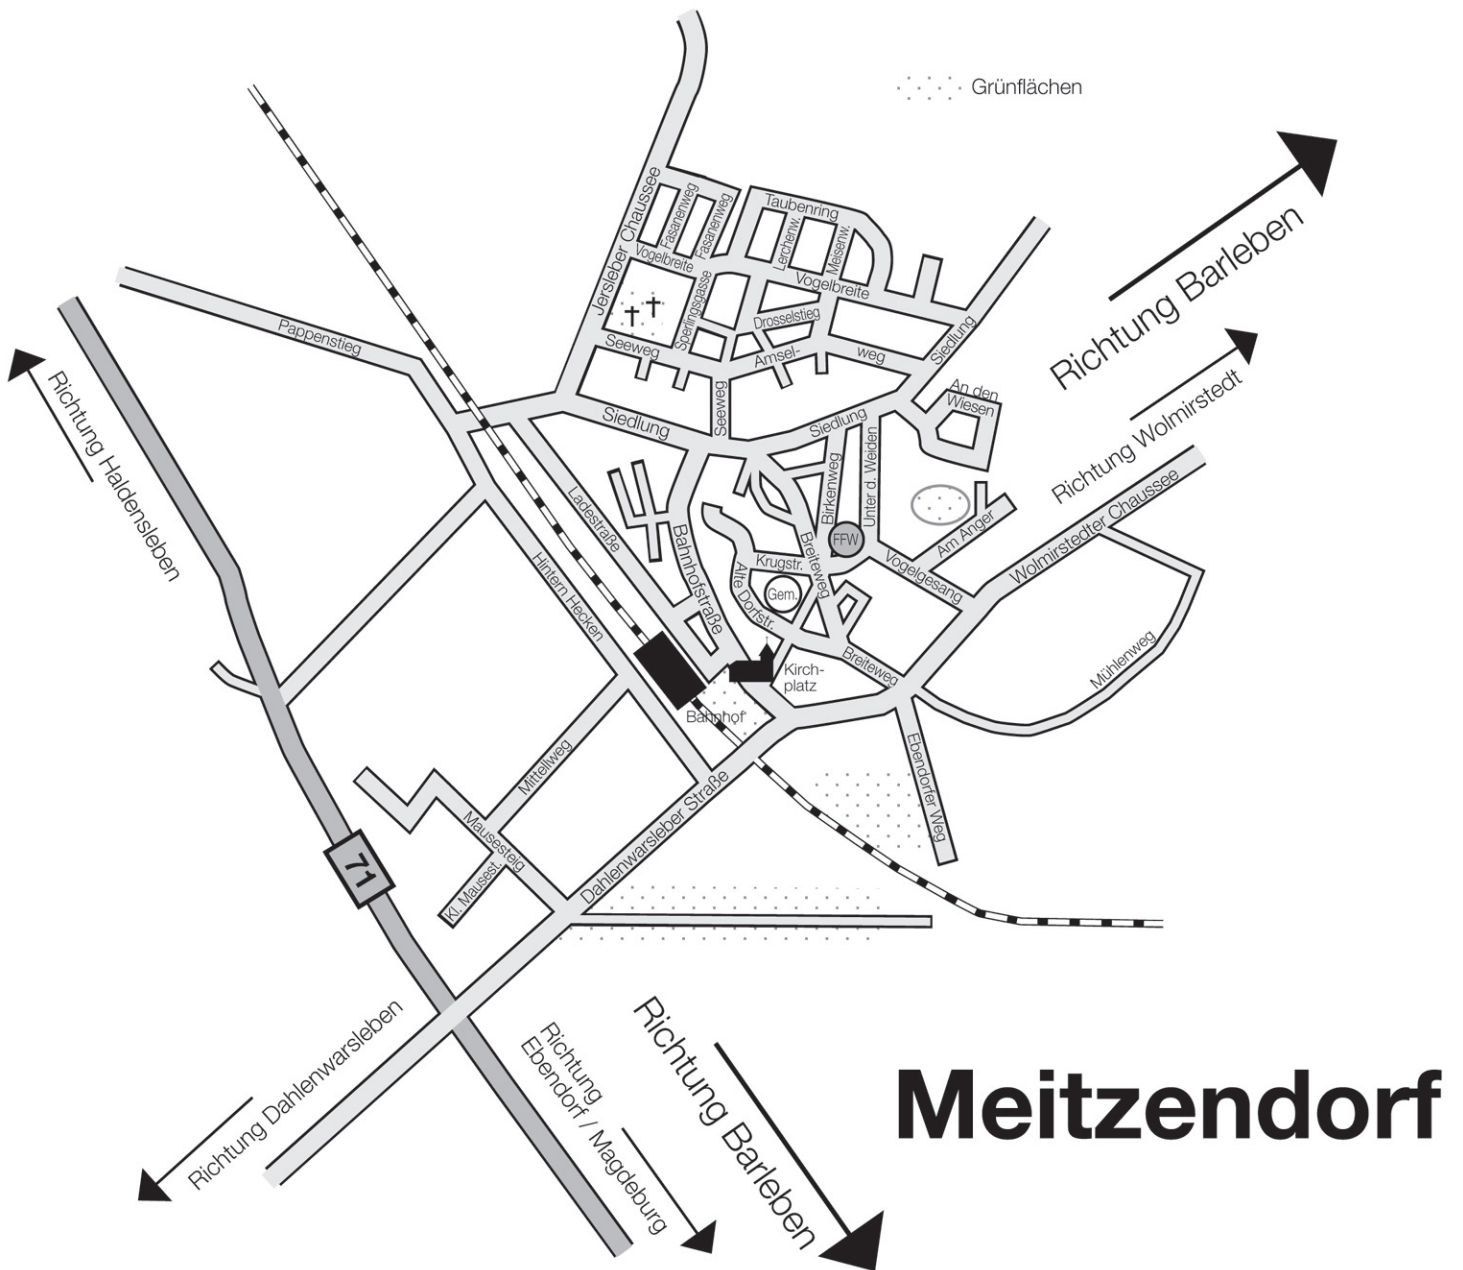 Grünflächen
Richtung Barleben
Richtung Wolmirstedt
Richtung Haldensleben
Pappenstieg
Jersleber Chaussee
Fasanenweg
Fasanenweg
Taubenring
Lerchenw.
Meisenw.
Vogelbreite
Vogelbreite
Sperlingsgasse
Drosselstieg
Seeweg
Amsel-
weg
Siedlung
Seeweg
Siedlung
Siedlung
An den
Wiesen
Ladestraße
Bahnhofstraße
Birkenweg
Unter d. Weiden
FFW
Am Anger
Vogelgesang
Wolmirstedter Chaussee
Mühlenweg
Krugstr.
Breiteweg
Gem.
Alte Dorfstr.
Hintern Hecken
Kirch-
platz
Breiteweg
Bahnhof
Ebendorfer Weg
Mittellweg
Mausesteig
Kl. Mausest.
Dahlenwarsleber Straße
71
Richtung Dahlenwarsleben
Richtung
Ebendorf / Magdeburg
Richtung Barleben
Meitzendorf